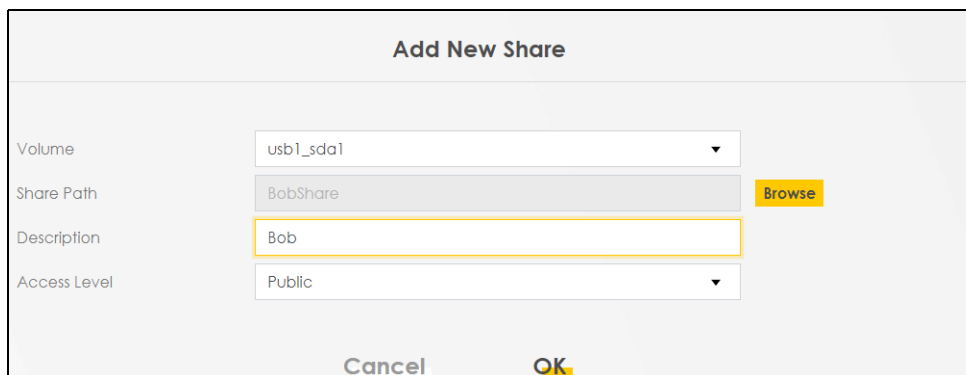 Add New Share
Volume usb1_sda1
Share Path BobShare Browse
Description Bob
Access Level Public
Cancel OK